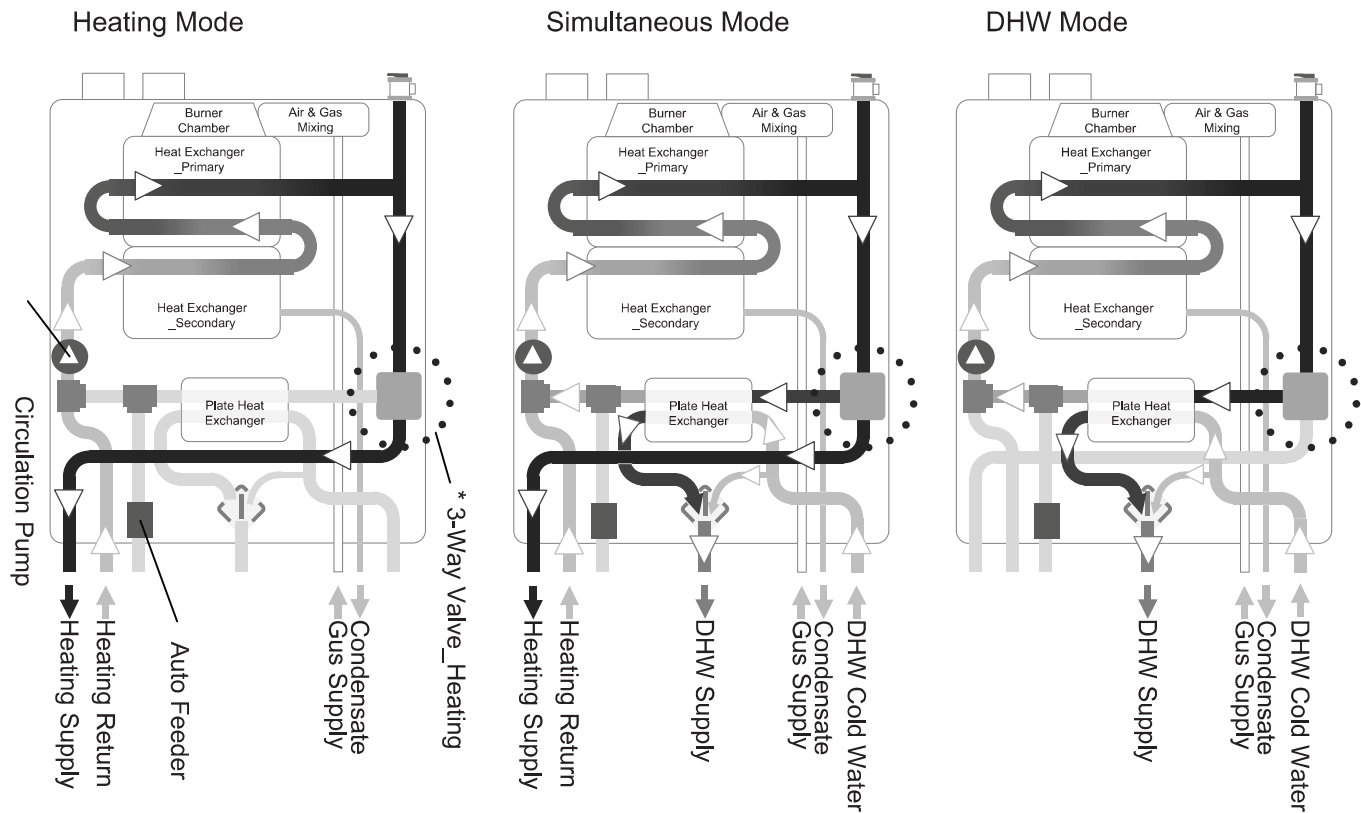 Heating Mode
Simultaneous Mode
DHW Mode
Burner
Chamber
Air & Gas
Mixing
Heat Exchanger
_Primary
Heat Exchanger
_Secondary
Plate Heat
Exchanger
Circulation Pump
* 3-Way Valve_Heating
Heating Supply
Heating Return
Auto Feeder
Gus Supply
Condensate
Burner
Chamber
Air & Gas
Mixing
Heat Exchanger
_Primary
Heat Exchanger
_Secondary
Plate Heat
Exchanger
Heating Supply
Heating Return
DHW Supply
Gus Supply
Condensate
DHW Cold Water
Burner
Chamber
Air & Gas
Mixing
Heat Exchanger
_Primary
Heat Exchanger
_Secondary
Plate Heat
Exchanger
DHW Supply
Gus Supply
Condensate
DHW Cold Water